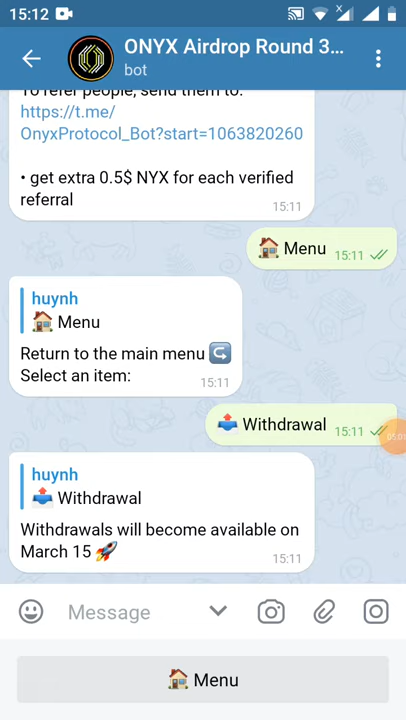 15:12
ONYX Airdrop Round 3...
bot
To refer people, send them to:
https://t.me/
OnyxProtocol_Bot?start=1063820260
• get extra 0.5$ NYX for each verified
referral
15:11
Menu
15:11
huynh
Menu
Return to the main menu
Select an item:
15:11
Withdrawal
15:11
05:01
huynh
Withdrawal
Withdrawals will become available on
March 15
15:11
Message
Menu